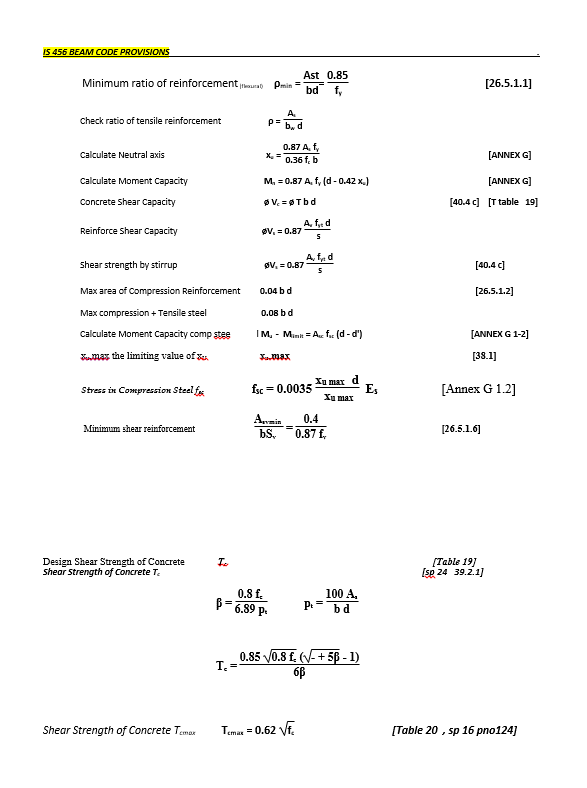 IS 456 BEAM CODE PROVISIONS .
Minimum ratio of reinforcement (flexural) ρmin = Ast/bd = 0.85/fy [26.5.1.1]
Check ratio of tensile reinforcement ρ = As/bw d
Calculate Neutral axis xu = 0.87 As fy/0.36 fc b [ANNEX G]
Calculate Moment Capacity Mn = 0.87 As fy (d - 0.42 xu) [ANNEX G]
Concrete Shear Capacity ø Vc = ø T b d [40.4 c] [T table 19]
Reinforce Shear Capacity øVs = 0.87 Av fyt d/s
Shear strength by stirrup øVs = 0.87 Av fyt d/s [40.4 c]
Max area of Compression Reinforcement 0.04 b d [26.5.1.2]
Max compression + Tensile steel 0.08 b d
Calculate Moment Capacity comp stee l Mu - Mlimit = Asc fsc (d - d') [ANNEX G 1-2]
xu,max the limiting value of xu. xu,max [38.1]
Stress in Compression Steel fsc fsc = 0.0035 xu max d/xu max Es [Annex G 1.2]
Minimum shear reinforcement Asvmin/bSv = 0.4/0.87 fy [26.5.1.6]
Design Shear Strength of Concrete Tc [Table 19]
Shear Strength of Concrete Tc [sp 24 39.2.1]
β = 0.8 fc/6.89 pt pt = 100 As/b d
Tc = 0.85 √0.8 fc (√- + 5β - 1)/6β
Shear Strength of Concrete Tcmax Tcmax = 0.62 √fc [Table 20 , sp 16 pno124]